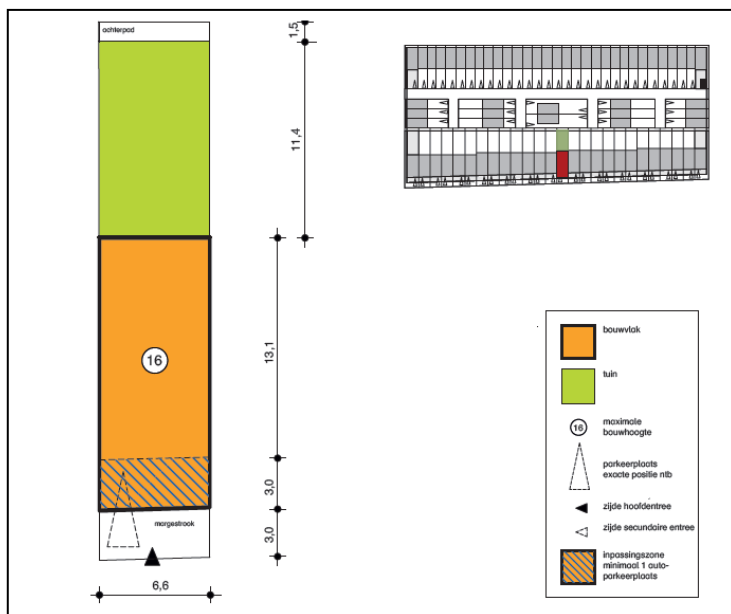 achterpad
1,5
11,4
16
13,1
3,0
margestrook
3,0
6,6
bouwvlak
tuin
16
maximale
bouwhoogte
parkeerplaats
exacte positie ntb
zijde hoofdentree
zijde secundaire entree
inpassingszone
minimaal 1 auto-
parkeerplaats